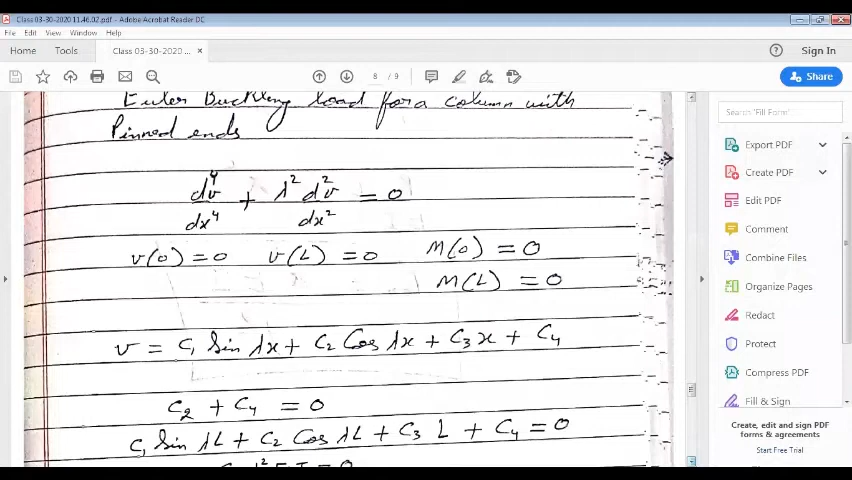 Class 03-30-2020 11.46.02.pdf - Adobe Acrobat Reader DC
File Edit View Window Help
Home Tools Class 03-30-2020 ... × Sign In
8 / 9 Share
Euler Buckling load for a column with
Pinned ends
d⁴v/dx⁴ + λ² d²v/dx² = 0
v(0) = 0 v(L) = 0 M(0) = 0
M(L) = 0
v = C₁ Sin λx + C₂ Cos λx + C₃ x + C₄
C₂ + C₄ = 0
C₁ Sin λL + C₂ Cos λL + C₃ L + C₄ = 0
Search "Fill Form"
Export PDF
Create PDF
Edit PDF
Comment
Combine Files
Organize Pages
Redact
Protect
Compress PDF
Fill & Sign
Create, edit and sign PDF
forms & agreements
Start Free Trial